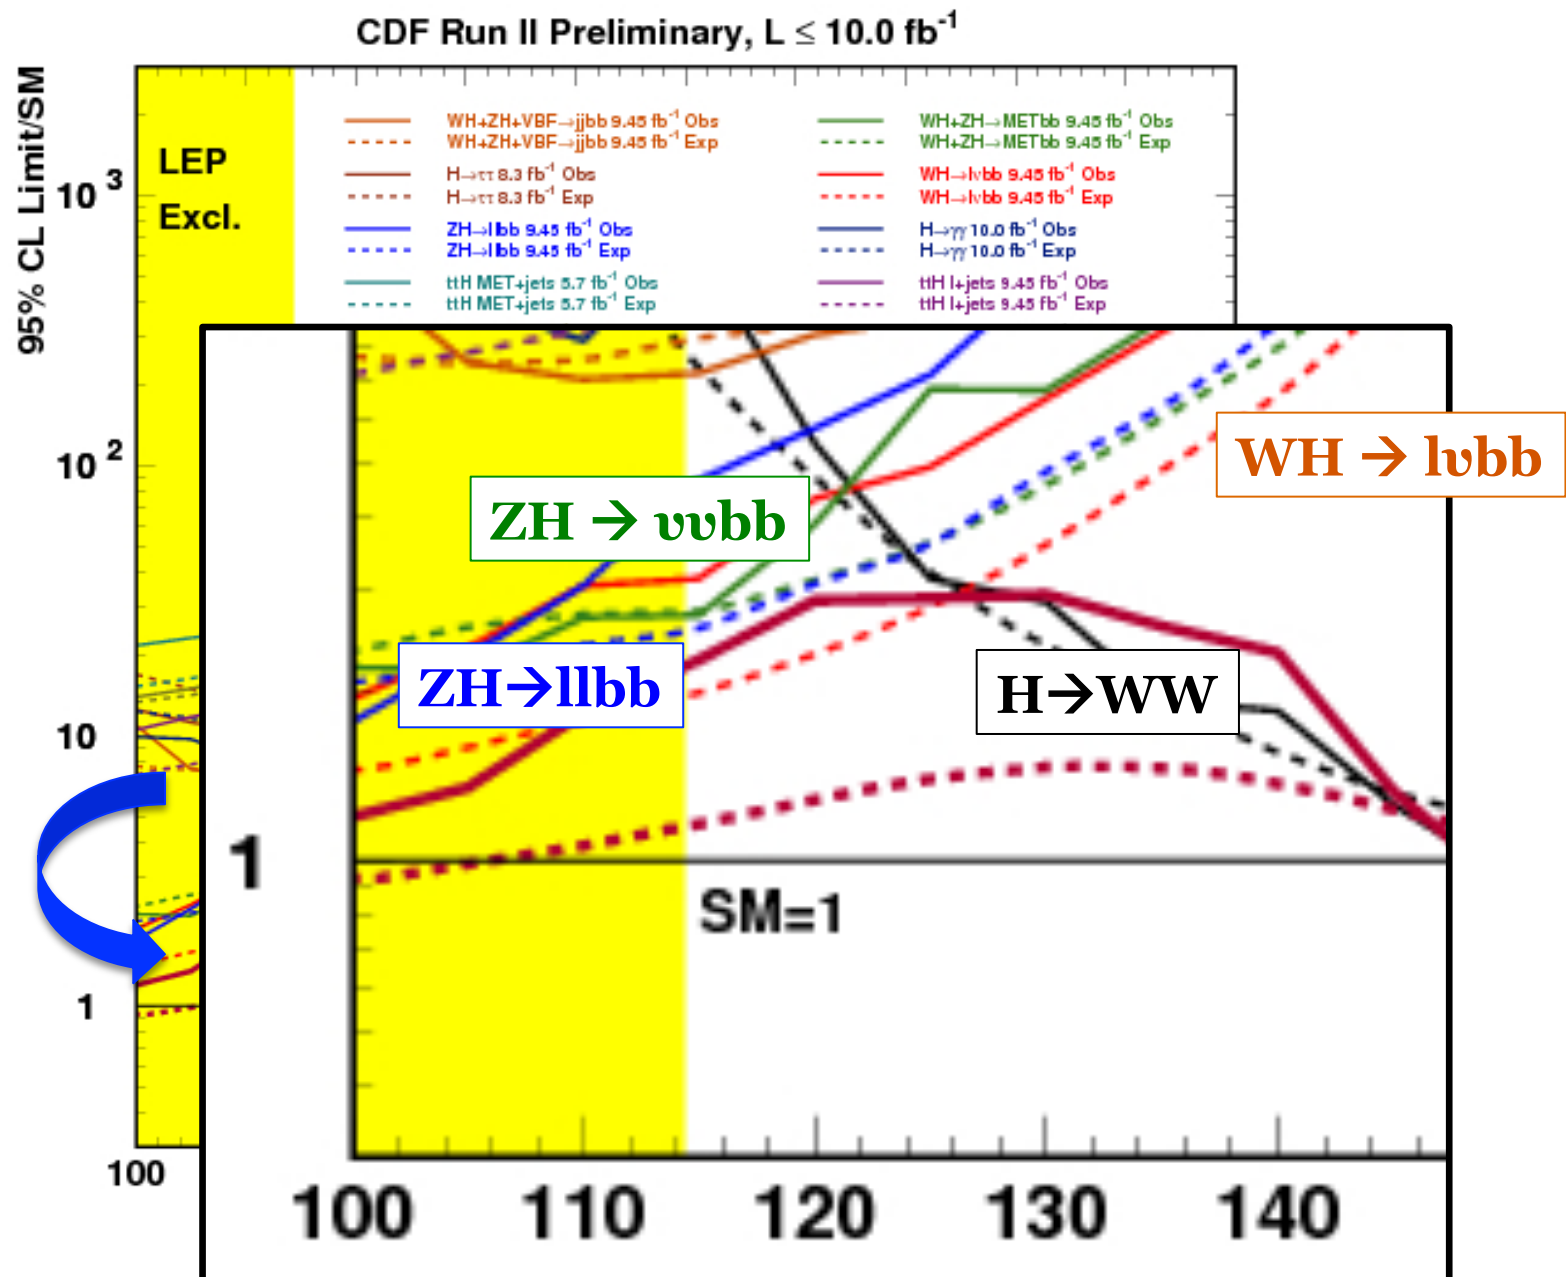 CDF Run II Preliminary, L ≤ 10.0 fb⁻¹
95% CL Limit/SM
LEP
Excl.
WH+ZH+VBF→jjbb 9.45 fb⁻¹ Obs
WH+ZH+VBF→jjbb 9.45 fb⁻¹ Exp
H→ττ 8.3 fb⁻¹ Obs
H→ττ 8.3 fb⁻¹ Exp
ZH→llbb 9.45 fb⁻¹ Obs
ZH→llbb 9.45 fb⁻¹ Exp
ttH MET+jets 5.7 fb⁻¹ Obs
ttH MET+jets 5.7 fb⁻¹ Exp
WH+ZH→METbb 9.45 fb⁻¹ Obs
WH+ZH→METbb 9.45 fb⁻¹ Exp
WH→lνbb 9.45 fb⁻¹ Obs
WH→lνbb 9.45 fb⁻¹ Exp
H→γγ 10.0 fb⁻¹ Obs
H→γγ 10.0 fb⁻¹ Exp
ttH l+jets 9.45 fb⁻¹ Obs
ttH l+jets 9.45 fb⁻¹ Exp
10³
10²
10
1
100
WH → lυbb
ZH → υυbb
ZH→llbb
H→WW
1
SM=1
100 110 120 130 140